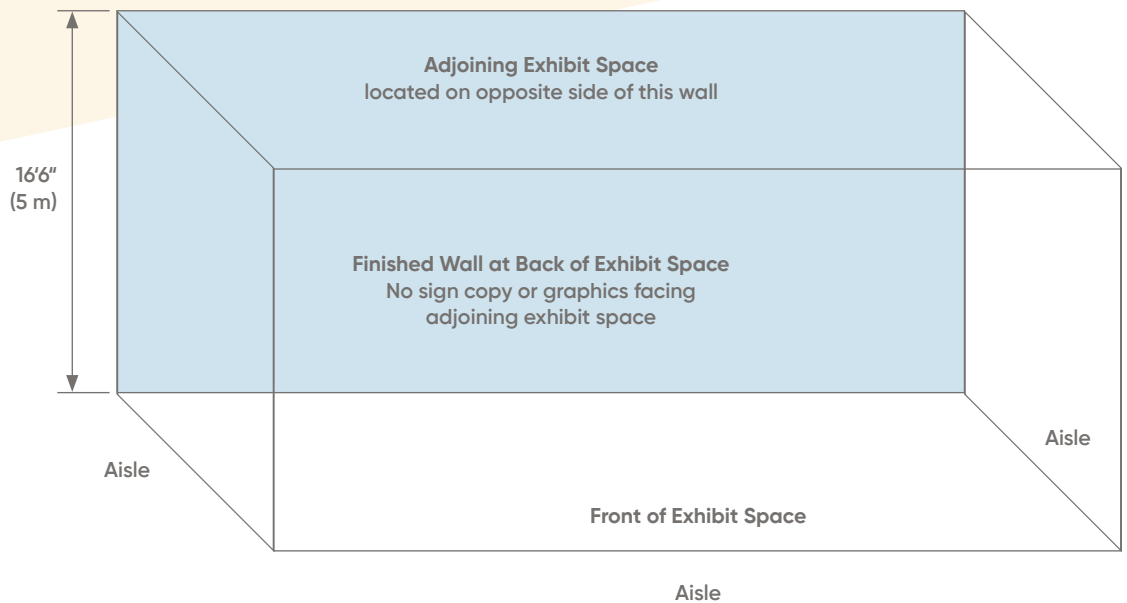 Adjoining Exhibit Space
located on opposite side of this wall
16‘6“
(5 m)
Finished Wall at Back of Exhibit Space
No sign copy or graphics facing
adjoining exhibit space
Aisle
Aisle
Front of Exhibit Space
Aisle